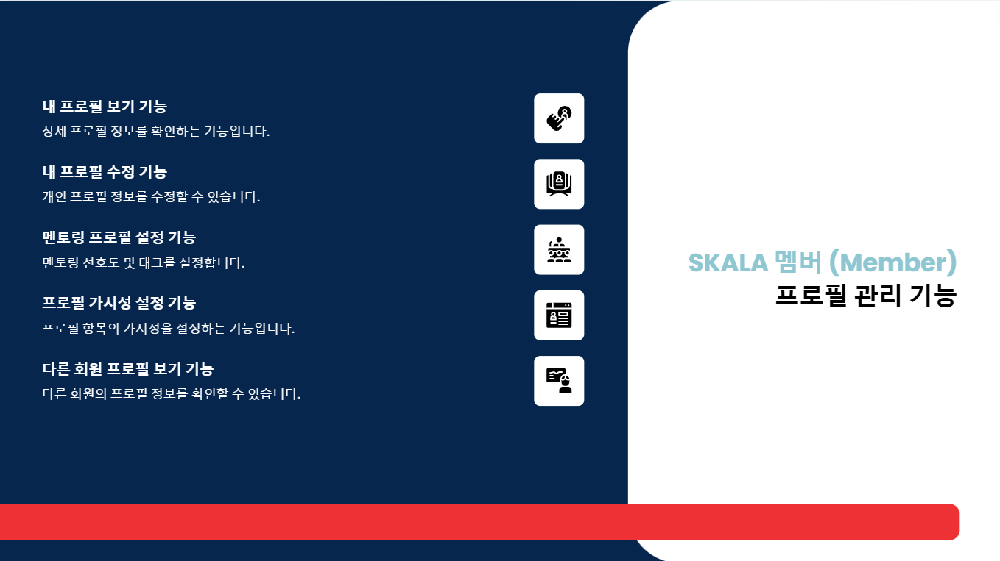 내 프로필 보기 기능
상세 프로필 정보를 확인하는 기능입니다.
내 프로필 수정 기능
개인 프로필 정보를 수정할 수 있습니다.
멘토링 프로필 설정 기능
멘토링 선호도 및 태그를 설정합니다.
프로필 가시성 설정 기능
프로필 항목의 가시성을 설정하는 기능입니다.
다른 회원 프로필 보기 기능
다른 회원의 프로필 정보를 확인할 수 있습니다.
SKALA 멤버 (Member)
프로필 관리 기능